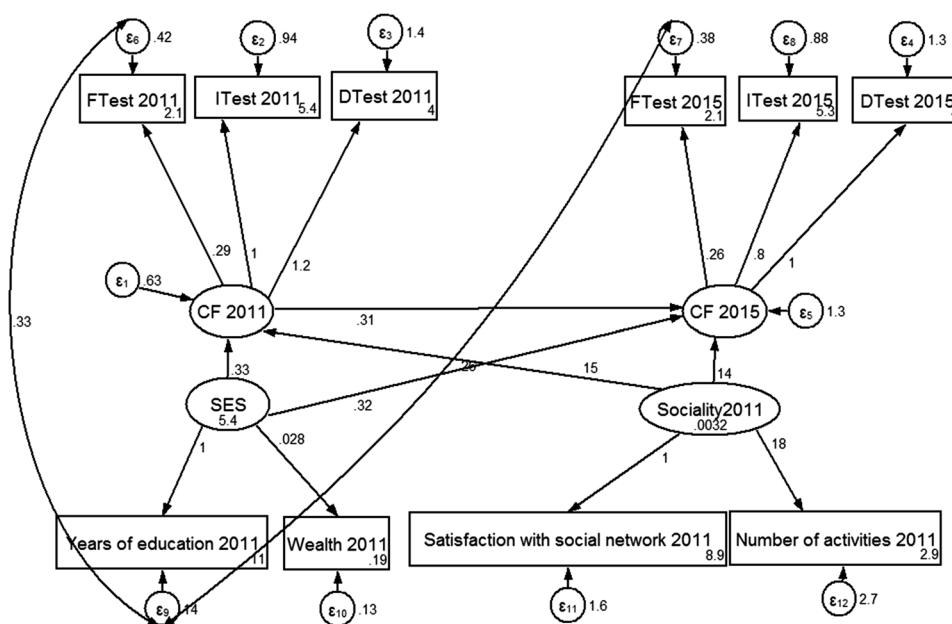 ε6 .42 ε2 .94 ε3 1.4 ε7 .38 ε8 .88 ε4 1.3
FTest 2011 2.1 ITest 2011 5.4 DTest 2011 4 FTest 2015 2.1 ITest 2015 5.3 DTest 2015
.29 1 1.2 .26 .8 1
ε1 .63 CF 2011 CF 2015 ε5 1.3
.33 .31
.33 .26 15 14
SES 5.4 .32 Sociality2011 .0032
1 .028 1 18
Years of education 2011 11 Wealth 2011 .19 Satisfaction with social network 2011 8.9 Number of activities 2011 2.9
ε9 14 ε10 .13 ε11 1.6 ε12 2.7